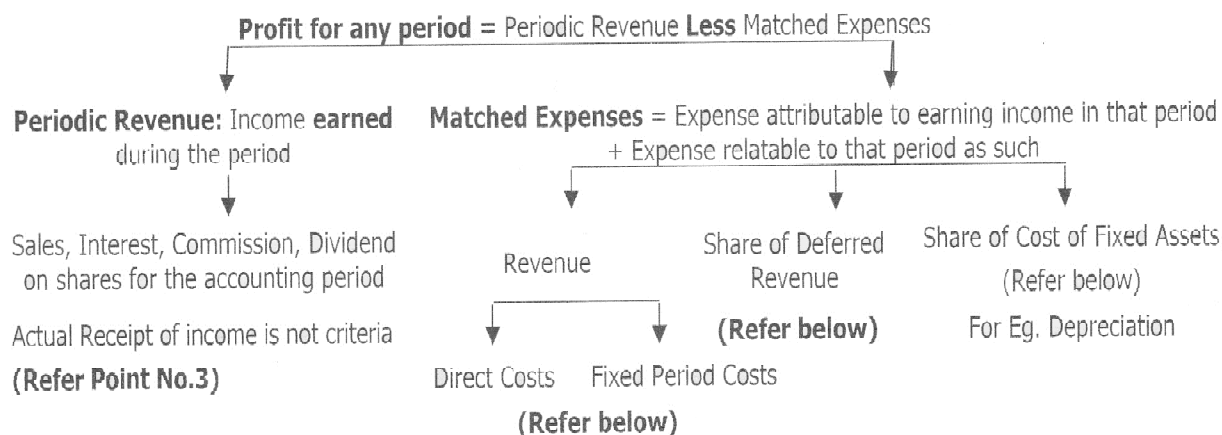 Profit for any period = Periodic Revenue Less Matched Expenses
Periodic Revenue: Income earned
during the period
Matched Expenses = Expense attributable to earning income in that period
+ Expense relatable to that period as such
Sales, Interest, Commission, Dividend
on shares for the accounting period
Actual Receipt of income is not criteria
(Refer Point No.3)
Revenue
Direct Costs
Fixed Period Costs
(Refer below)
Share of Deferred
Revenue
(Refer below)
Share of Cost of Fixed Assets
(Refer below)
For Eg. Depreciation